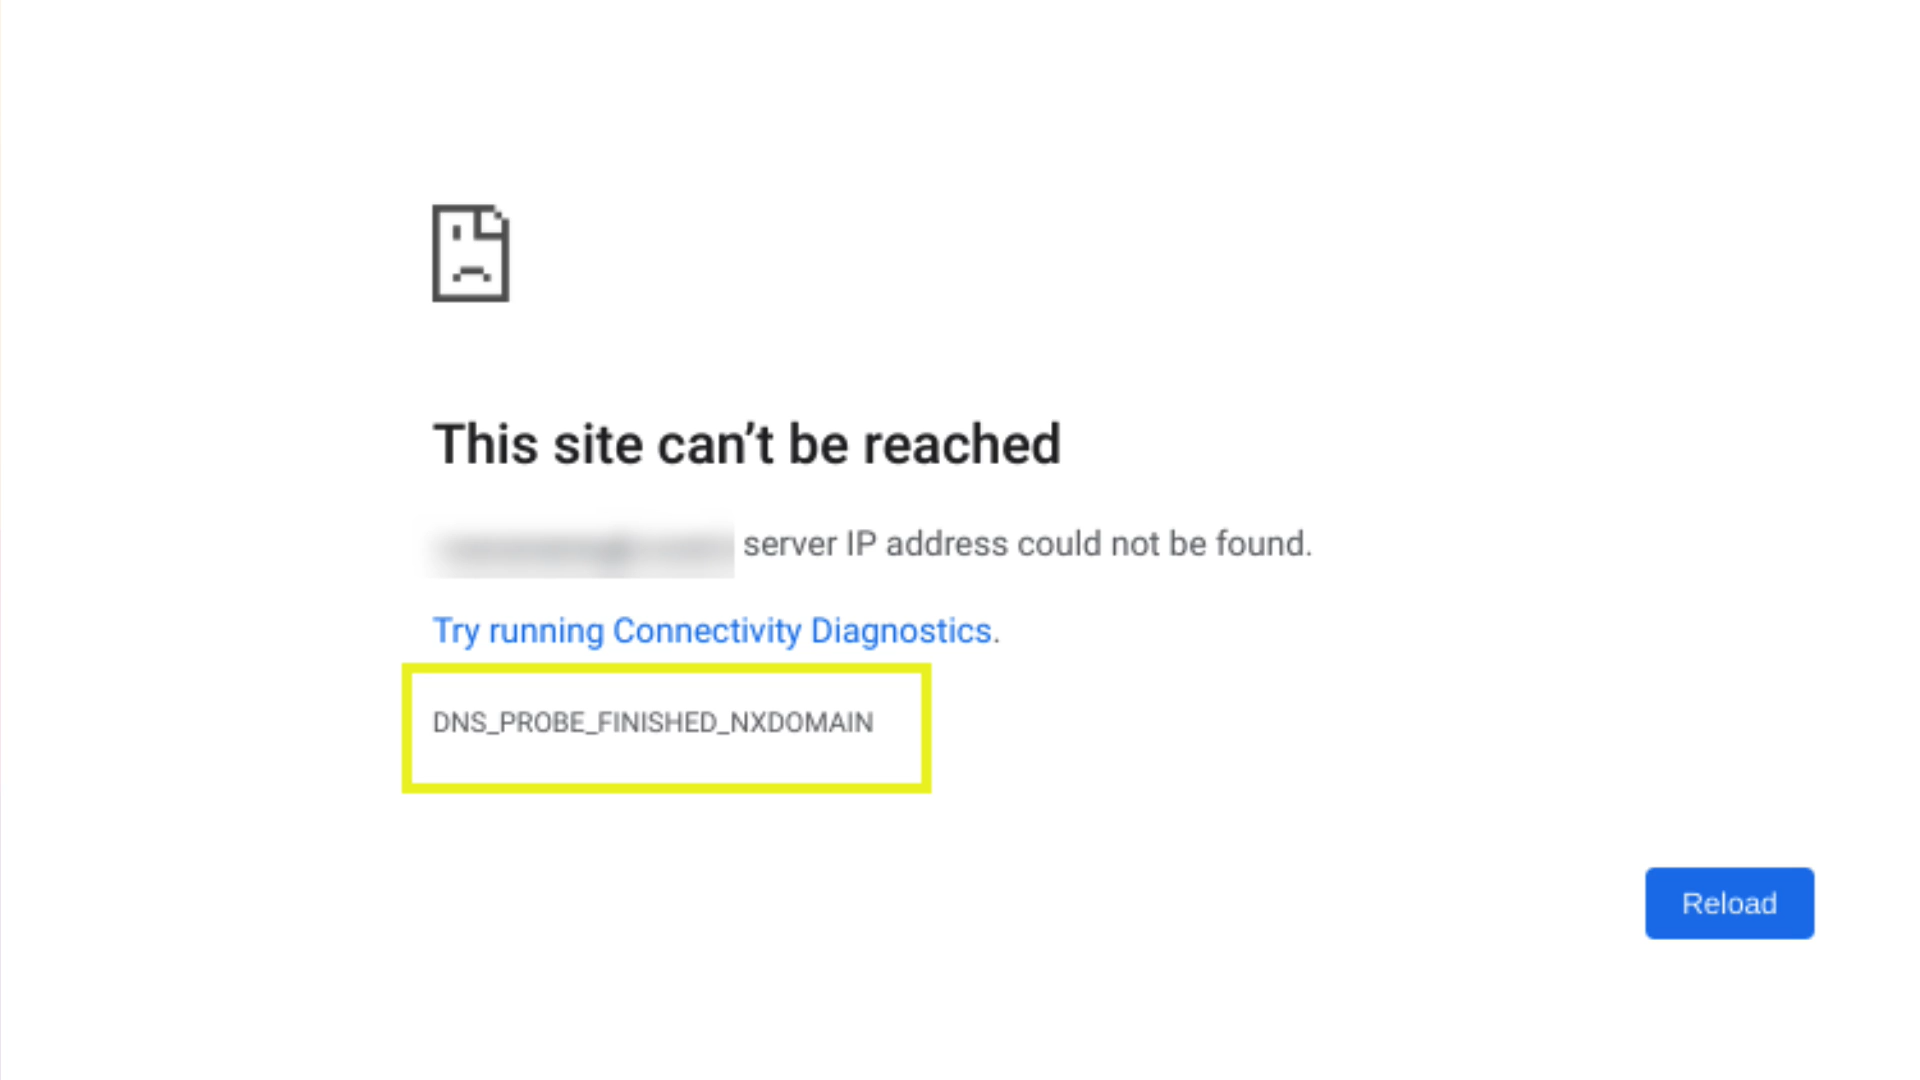 This site can’t be reached
server IP address could not be found.
Try running Connectivity Diagnostics.
DNS_PROBE_FINISHED_NXDOMAIN
Reload